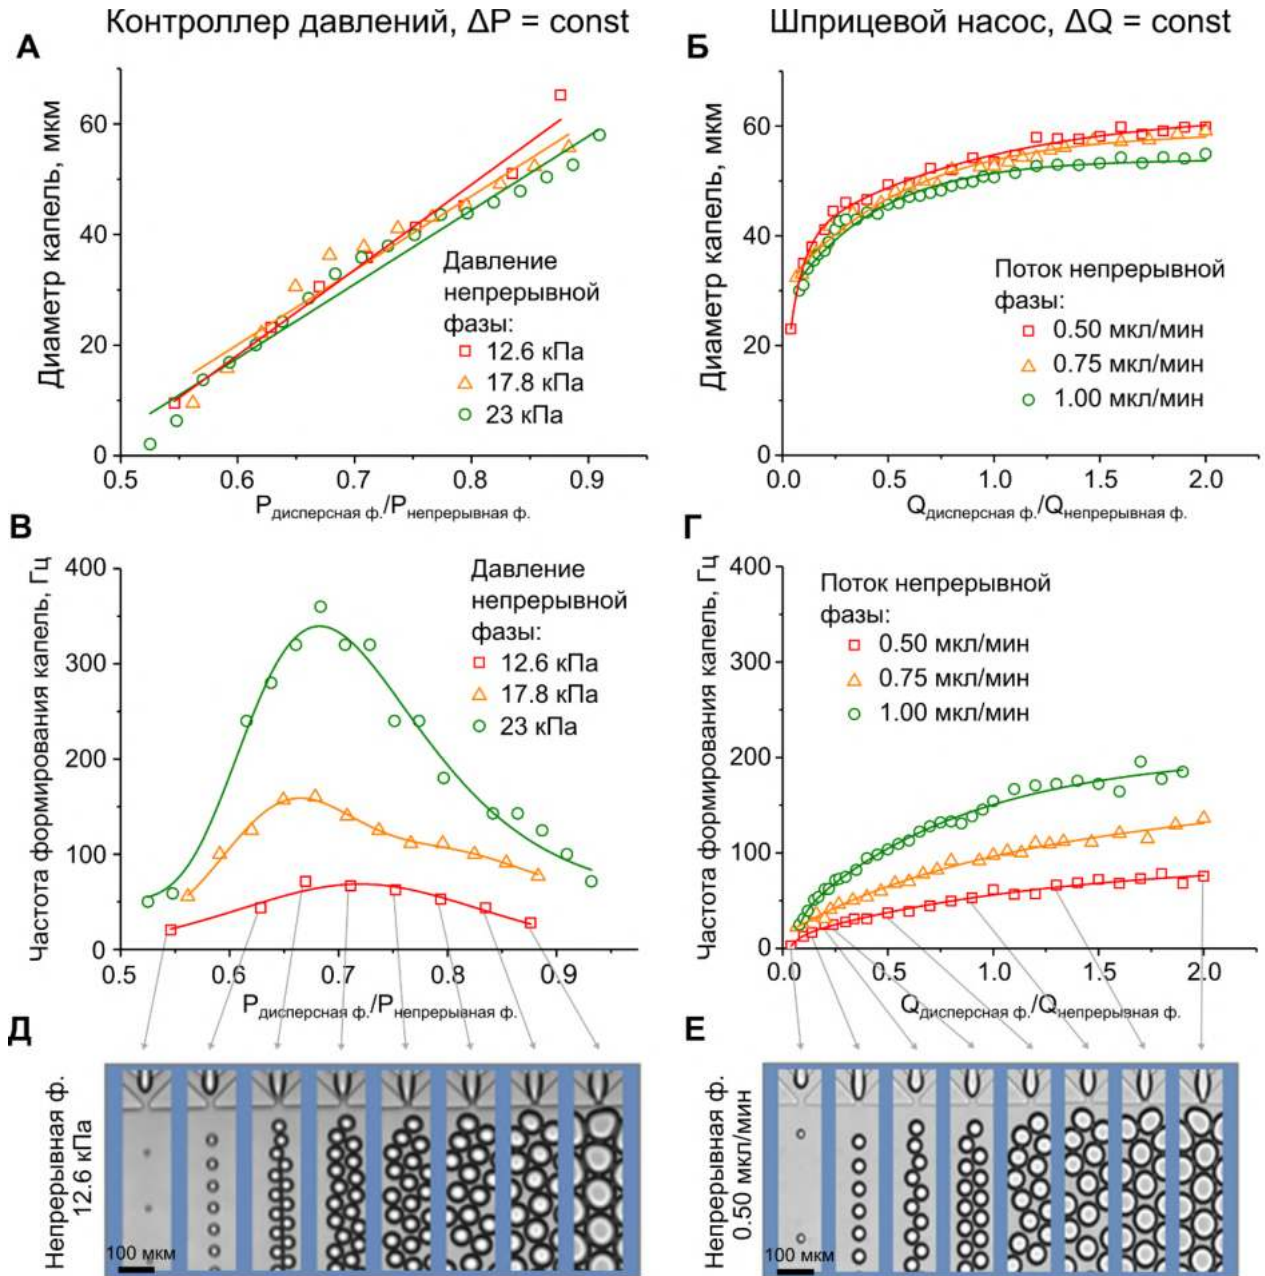 Контроллер давлений, ΔP = const
Шприцевой насос, ΔQ = const
А
Диаметр капель, мкм
60
40
20
0
0.5 0.6 0.7 0.8 0.9
Pдисперсная ф./Pнепрерывная ф.
Давление
непрерывной
фазы:
12.6 кПа
17.8 кПа
23 кПа
Б
Диаметр капель, мкм
60
40
20
0
0.0 0.5 1.0 1.5 2.0
Qдисперсная ф./Qнепрерывная ф.
Поток непрерывной
фазы:
0.50 мкл/мин
0.75 мкл/мин
1.00 мкл/мин
В
Частота формирования капель, Гц
400
300
200
100
0
0.5 0.6 0.7 0.8 0.9
Pдисперсная ф./Pнепрерывная ф.
Давление
непрерывной
фазы:
12.6 кПа
17.8 кПа
23 кПа
Г
Частота формирования капель, Гц
400
300
200
100
0
0.0 0.5 1.0 1.5 2.0
Qдисперсная ф./Qнепрерывная ф.
Поток непрерывной
фазы:
0.50 мкл/мин
0.75 мкл/мин
1.00 мкл/мин
Д
Непрерывная ф.
12.6 кПа
100 мкм
Е
Непрерывная ф.
0.50 мкл/мин
100 мкм